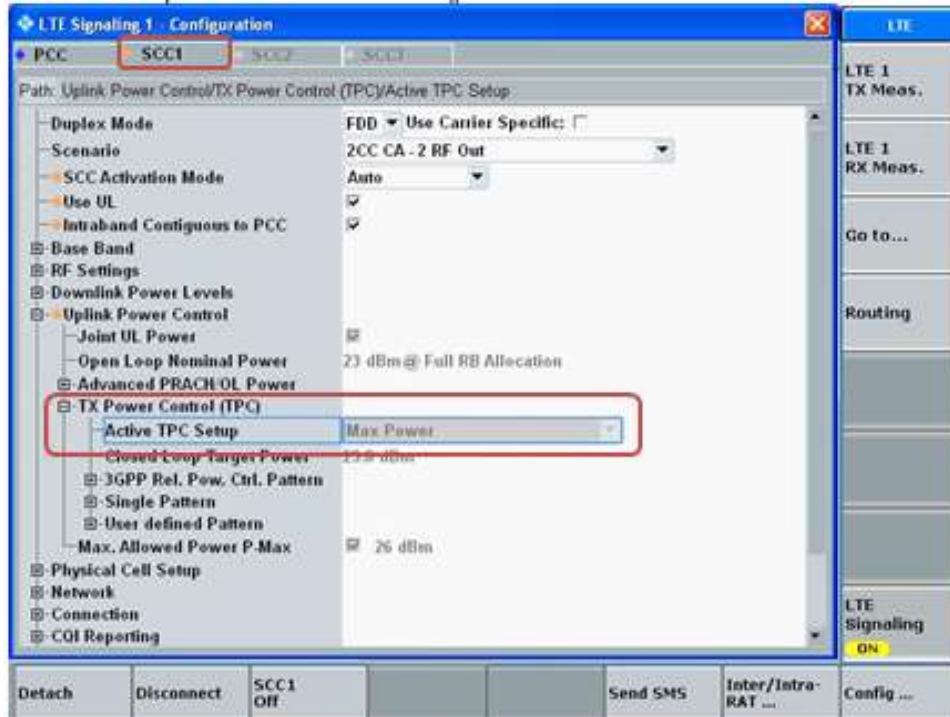 LTE Signaling 1 - Configuration
PCC SCC1 SCC2 SCC3
Path: Uplink Power Control/TX Power Control (TPC)/Active TPC Setup
Duplex Mode FDD Use Carrier Specific:
Scenario 2CC CA - 2 RF Out
SCC Activation Mode Auto
Use UL
Intraband Contiguous to PCC
Base Band
RF Settings
Downlink Power Levels
Uplink Power Control
Joint UL Power
Open Loop Nominal Power 23 dBm@ Full RB Allocation
Advanced PRACH/OL Power
TX Power Control (TPC)
Active TPC Setup Max Power
Closed Loop Target Power dBm
3GPP Rel. Pow. Ctrl. Pattern
Single Pattern
User defined Pattern
Max. Allowed Power P-Max 26 dBm
Physical Cell Setup
Network
Connection
CQI Reporting
LTE
LTE 1
TX Meas.
LTE 1
RX Meas.
Go to...
Routing
LTE
Signaling
ON
Detach Disconnect SCC1
Off Send SMS Inter/Intra-
RAT ... Config ...